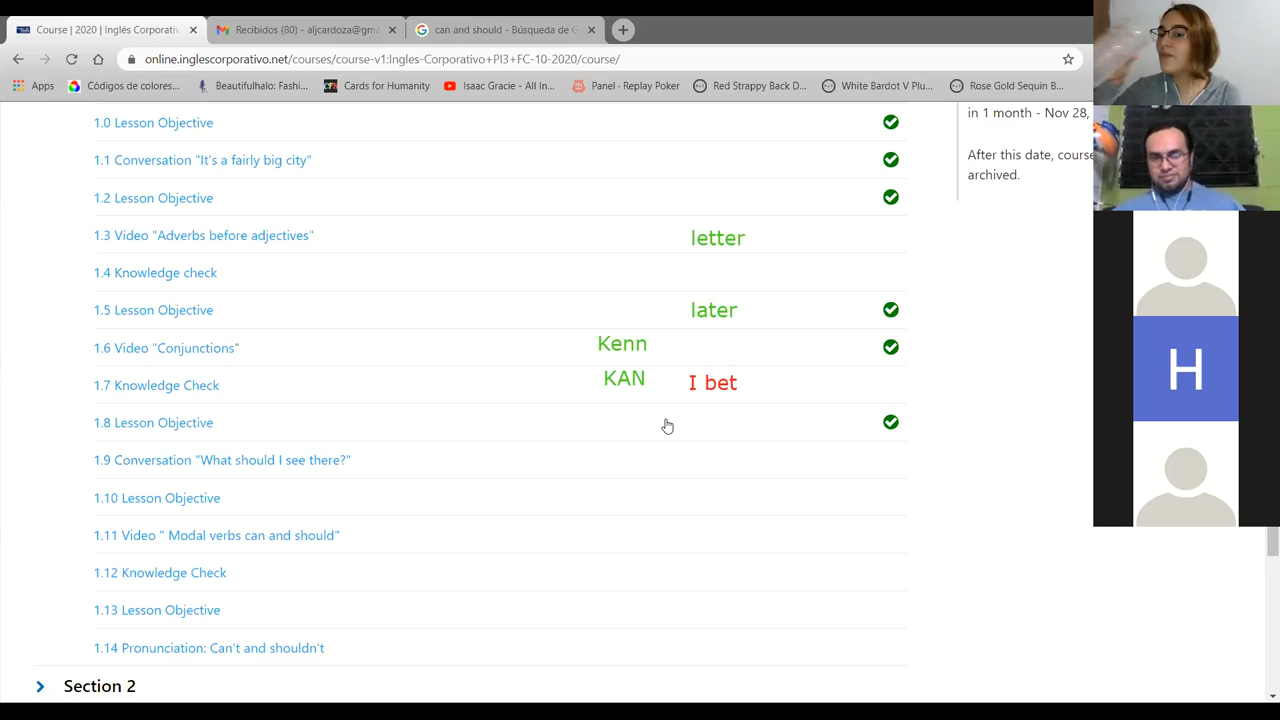 Course | 2020 | Inglés Corporativ
Recibidos (80) - aljcardoza@gma
can and should - Búsqueda de G
online.inglescorporativo.net/courses/course-v1:Ingles-Corporativo+PI3+FC-10-2020/course/
Apps
Códigos de colores...
Beautifulhalo: Fashi...
Cards for Humanity
Isaac Gracie - All In...
Panel · Replay Poker
Red Strappy Back D...
White Bardot V Plu...
Rose Gold Sequin B...
1.0 Lesson Objective
in 1 month - Nov 28,
1.1 Conversation "It's a fairly big city"
After this date, course
archived.
1.2 Lesson Objective
1.3 Video "Adverbs before adjectives"
letter
1.4 Knowledge check
1.5 Lesson Objective
later
1.6 Video "Conjunctions"
Kenn
1.7 Knowledge Check
KAN
I bet
H
1.8 Lesson Objective
1.9 Conversation "What should I see there?"
1.10 Lesson Objective
1.11 Video " Modal verbs can and should"
1.12 Knowledge Check
1.13 Lesson Objective
1.14 Pronunciation: Can't and shouldn't
Section 2